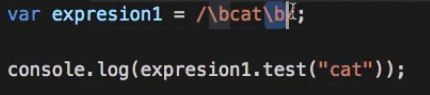 var expresion1 = /\bcat\b/;
console.log(expresion1.test("cat"));